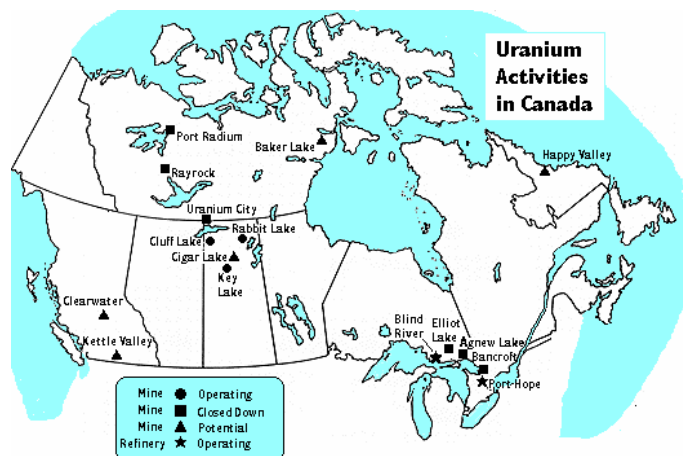 Uranium
Activities
in Canada
Port Radium
Baker Lake
Happy Valley
Rayrock
Uranium City
Rabbit Lake
Cluff Lake
Cigar Lake
Key
Lake
Clearwater
Kettle Valley
Blind
River
Elliot
Lake
Agnew Lake
Bancroft
Port Hope
Mine Operating
Mine Closed Down
Mine Potential
Refinery Operating